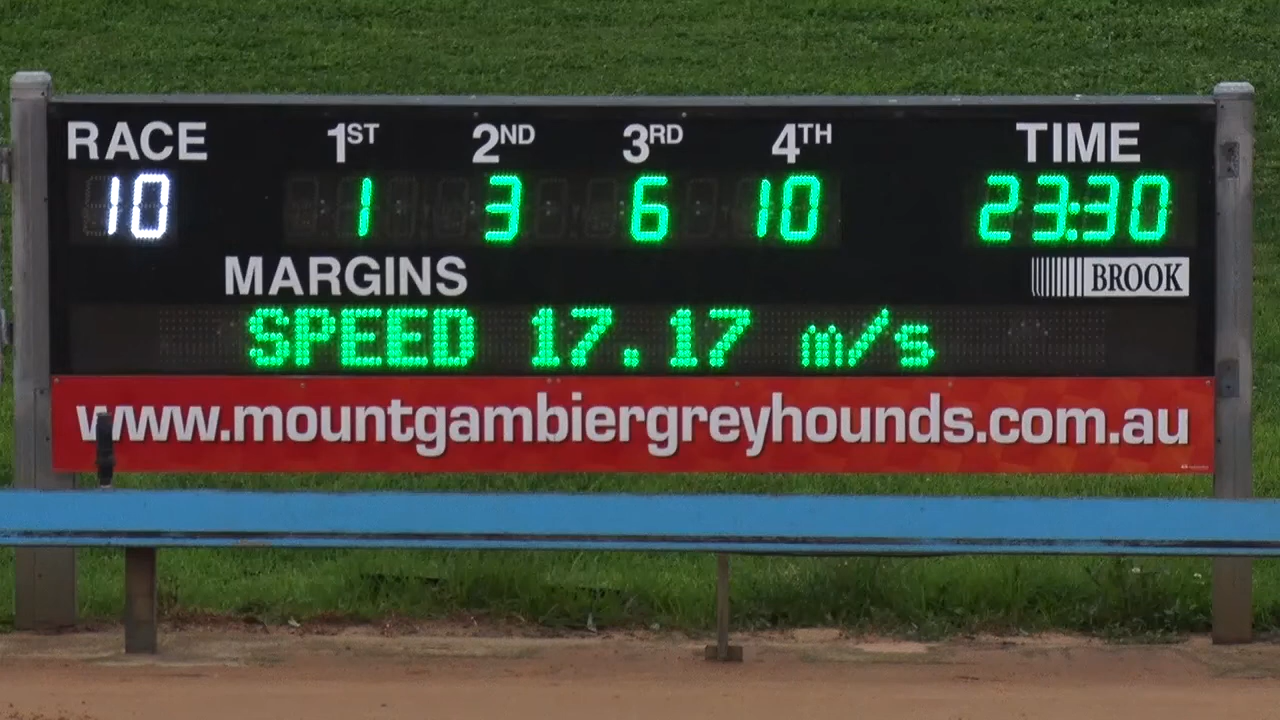 RACE 1ST 2ND 3RD 4TH TIME
10 1 3 6 10 23:30
MARGINS BROOK
SPEED 17.17 m/s
www.mountgambiergreyhounds.com.au